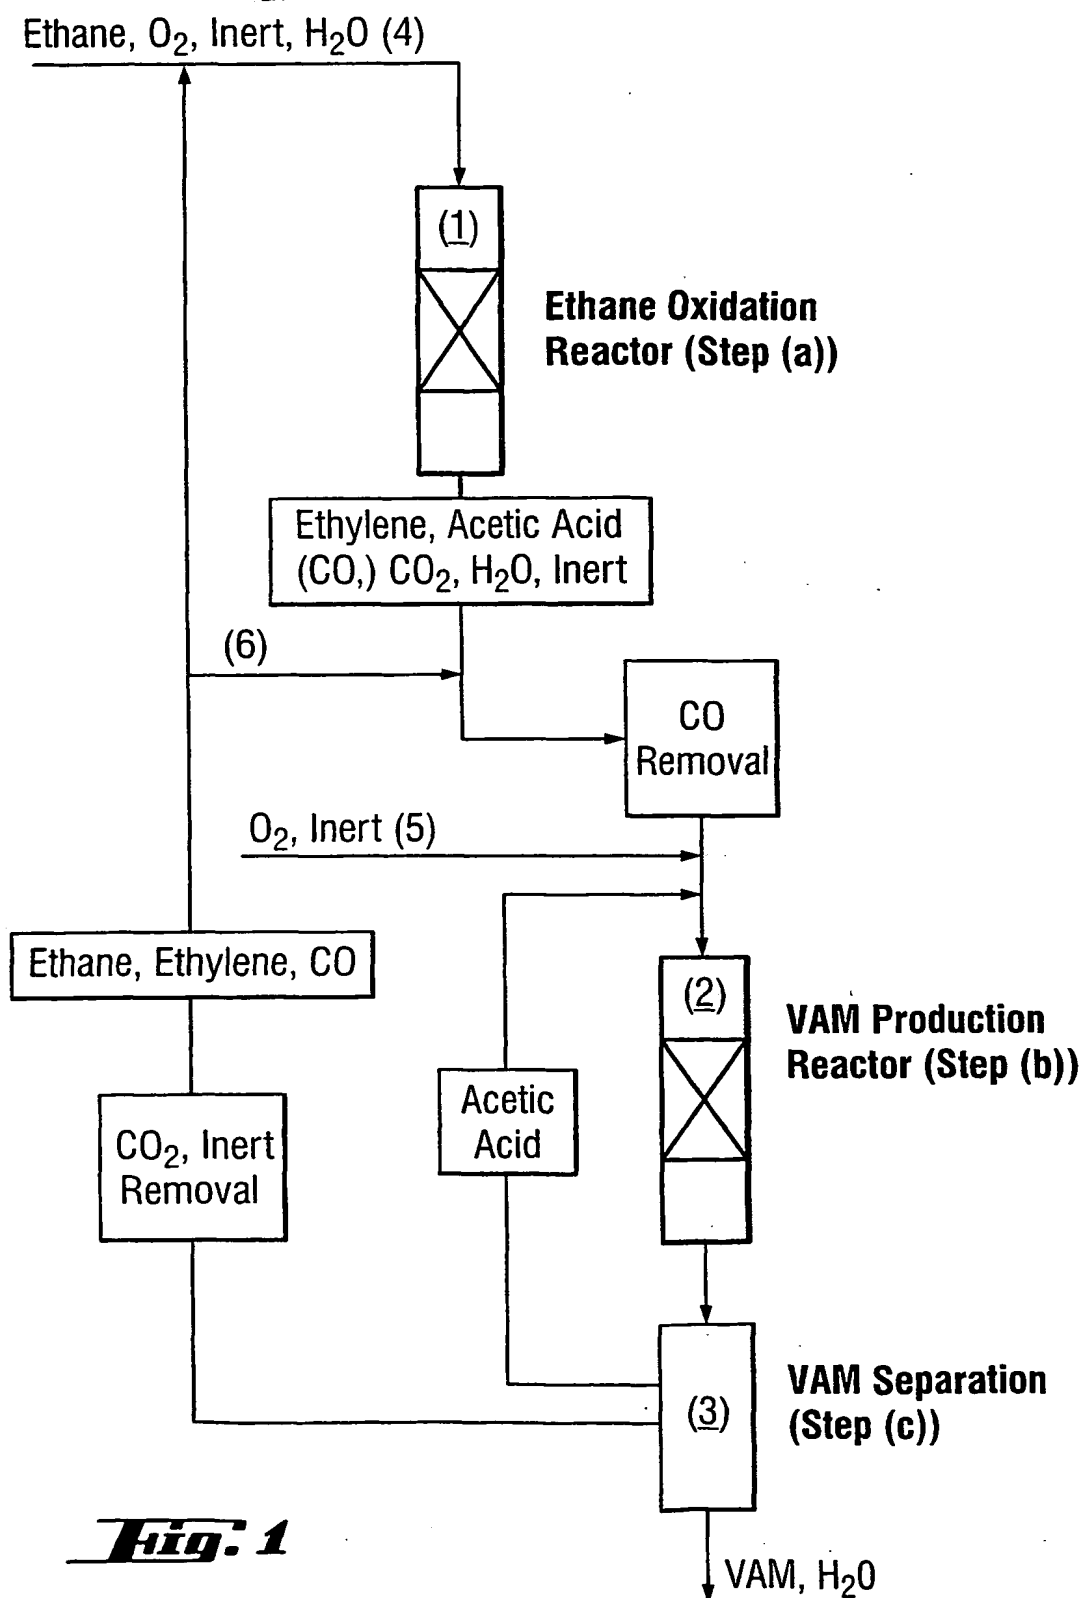 Ethane, O₂, Inert, H₂O (4)
(1)
Ethane Oxidation
Reactor (Step (a))
Ethylene, Acetic Acid
(CO,) CO₂, H₂O, Inert
(6)
CO
Removal
O₂, Inert (5)
Ethane, Ethylene, CO
(2)
VAM Production
Reactor (Step (b))
Acetic
Acid
CO₂, Inert
Removal
VAM Separation
(Step (c))
(3)
Fig. 1
VAM, H₂O